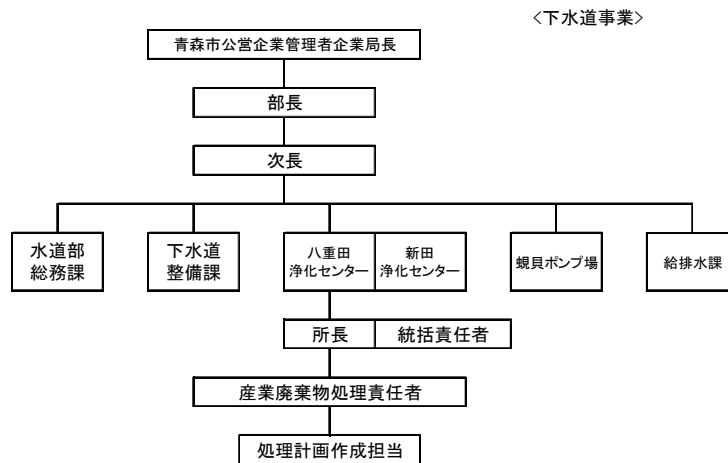 <下水道事業>
青森市公営企業管理者企業局長
部長
次長
水道部
総務課
下水道
整備課
八重田
浄化センター
新田
浄化センター
蜆貝ポンプ場
給排水課
所長
統括責任者
産業廃棄物処理責任者
処理計画作成担当